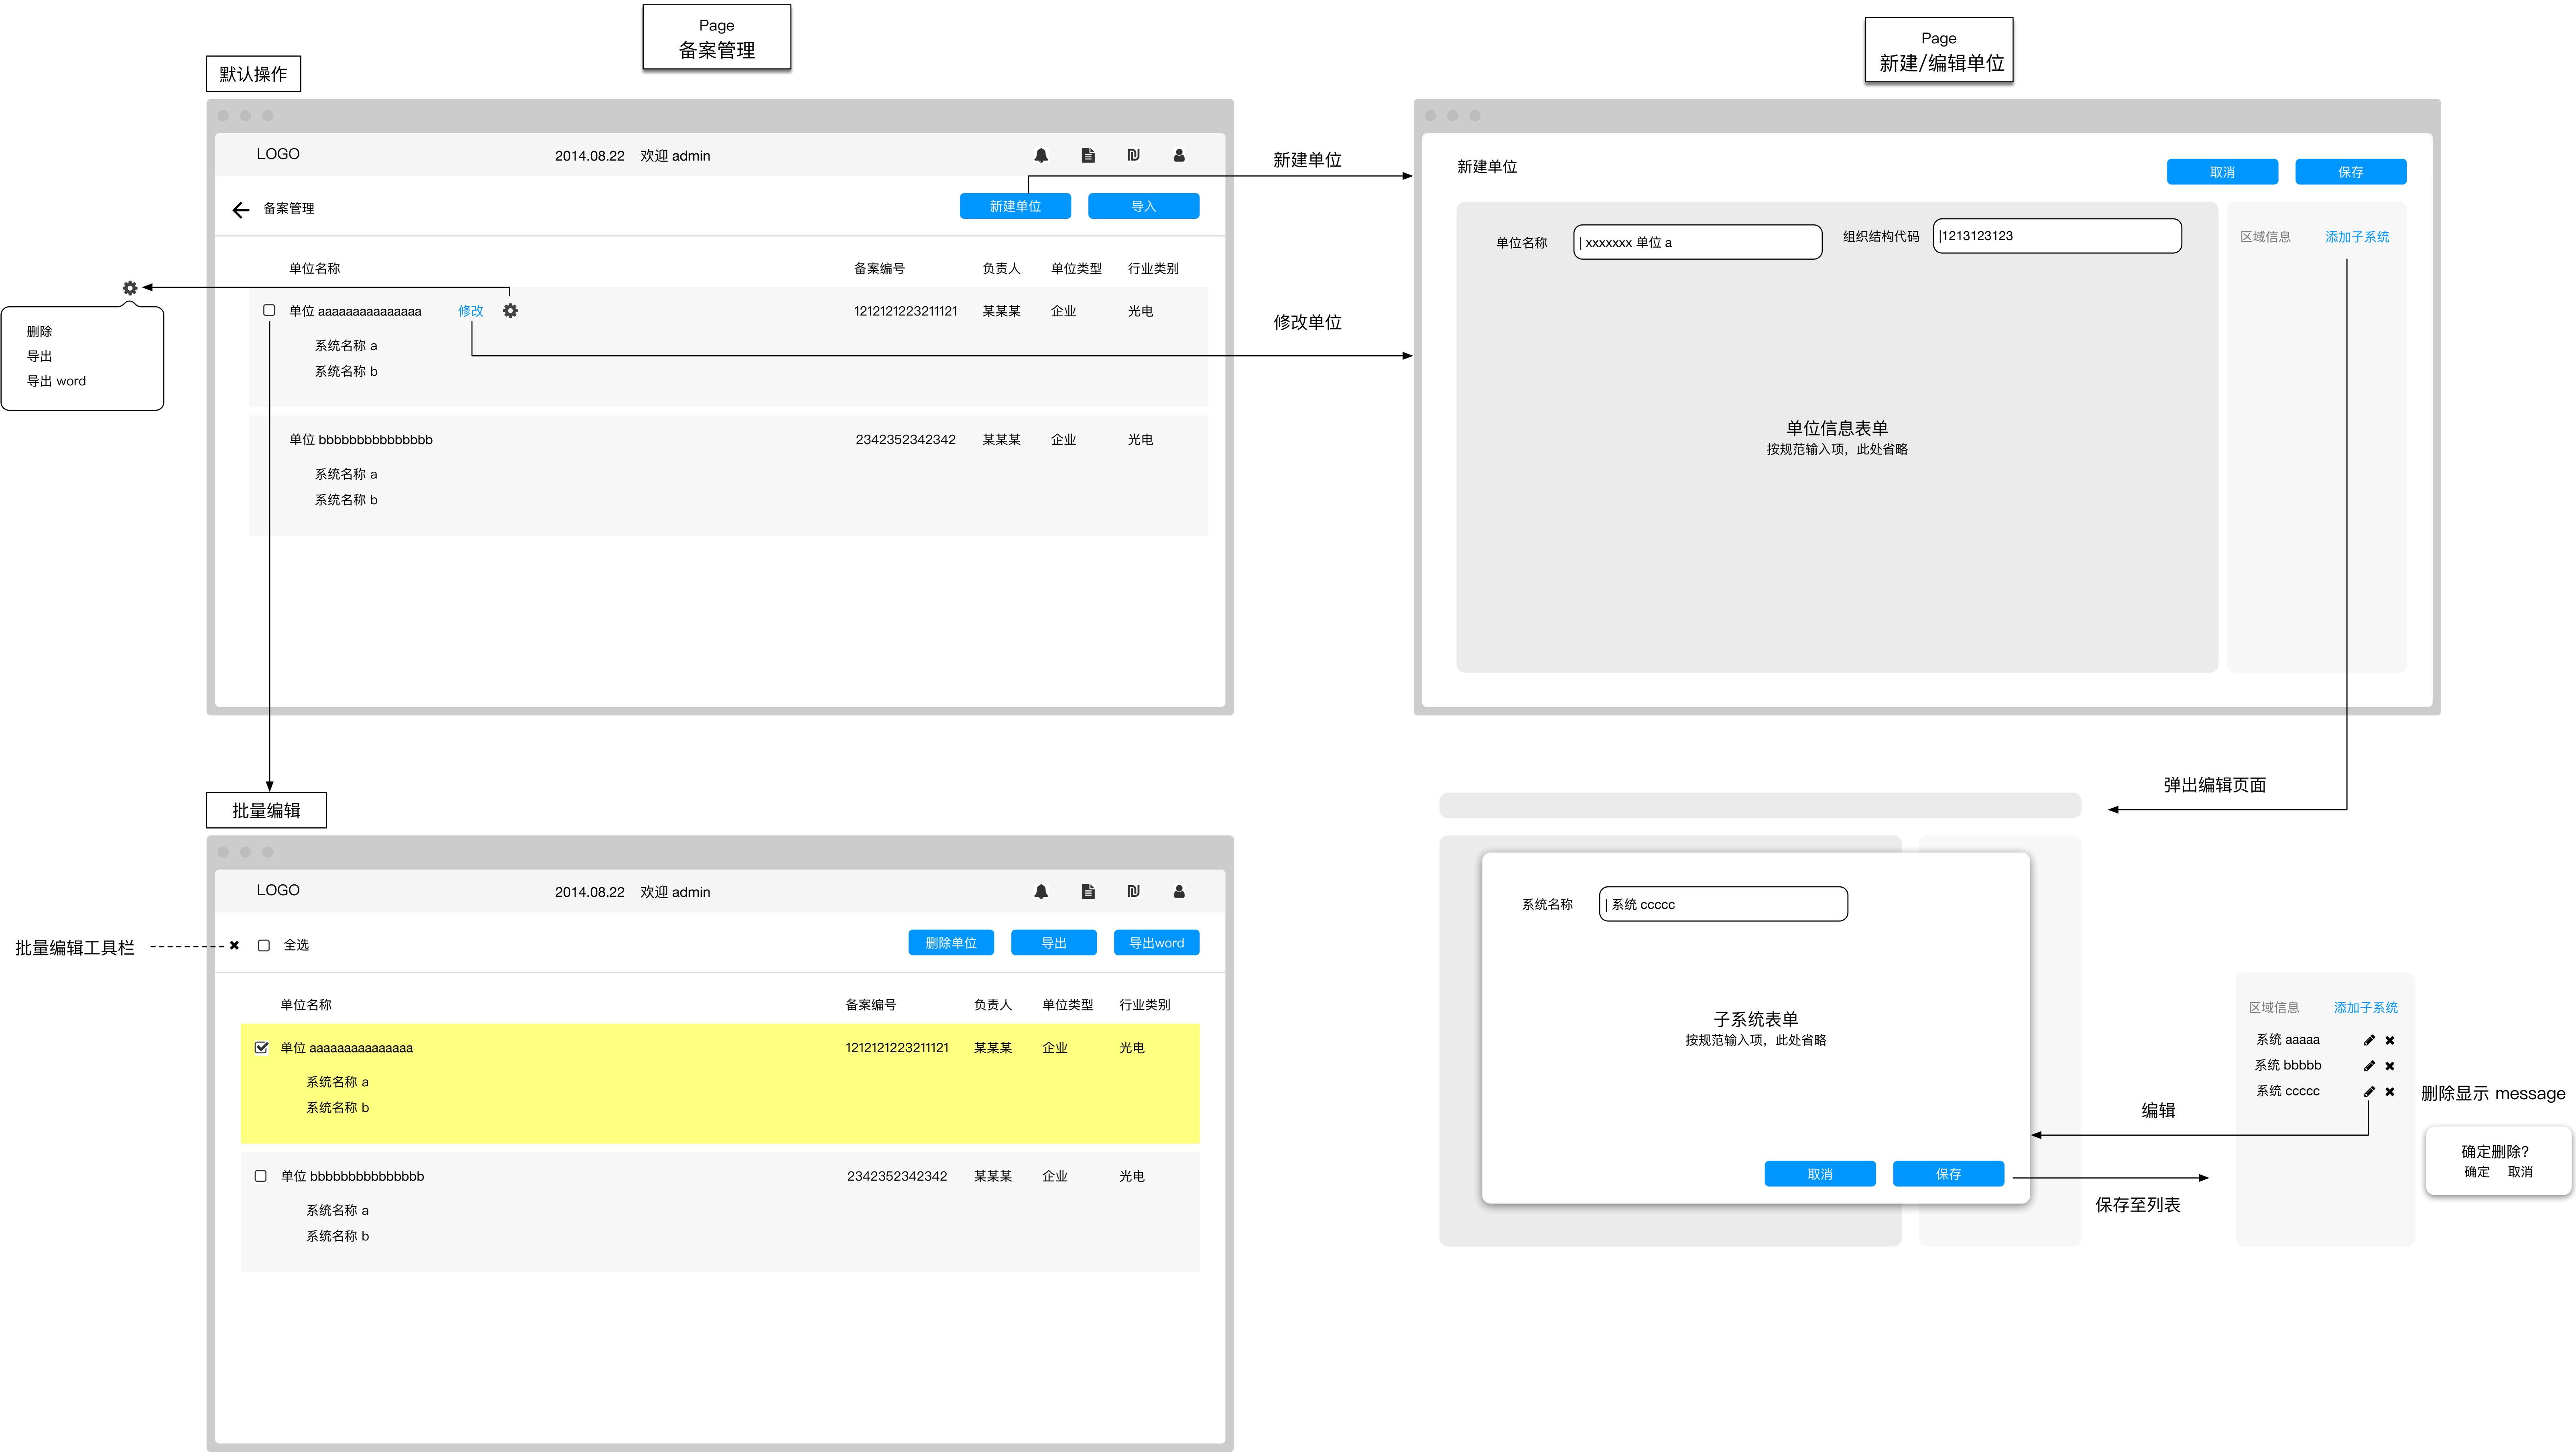 Page
备案管理
Page
新建/编辑单位
默认操作
LOGO
2014.08.22 欢迎 admin
备案管理
新建单位
导入
单位名称 备案编号 负责人 单位类型 行业类别
单位 aaaaaaaaaaaaaaa 修改 1212121223211121 某某某 企业 光电
系统名称 a
系统名称 b
单位 bbbbbbbbbbbbbbb 2342352342342 某某某 企业 光电
系统名称 a
系统名称 b
删除
导出
导出 word
新建单位
修改单位
新建单位
取消
保存
单位名称 | xxxxxxx 单位 a
组织结构代码 |1213123123
区域信息 添加子系统
单位信息表单
按规范输入项，此处省略
弹出编辑页面
批量编辑
LOGO
2014.08.22 欢迎 admin
批量编辑工具栏
全选
删除单位
导出
导出word
单位名称 备案编号 负责人 单位类型 行业类别
单位 aaaaaaaaaaaaaaa 1212121223211121 某某某 企业 光电
系统名称 a
系统名称 b
单位 bbbbbbbbbbbbbbb 2342352342342 某某某 企业 光电
系统名称 a
系统名称 b
系统名称 | 系统 ccccc
子系统表单
按规范输入项，此处省略
取消
保存
编辑
保存至列表
区域信息 添加子系统
系统 aaaaa
系统 bbbbb
系统 ccccc
删除显示 message
确定删除？
确定 取消